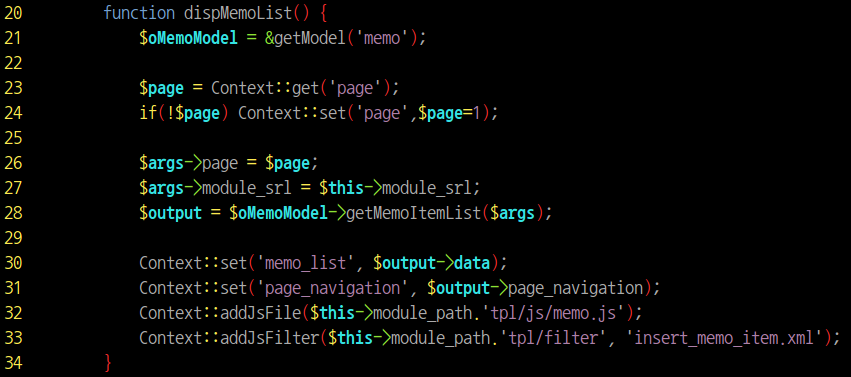 20 function dispMemoList() {
21 $oMemoModel = &getModel('memo');
22
23 $page = Context::get('page');
24 if(!$page) Context::set('page',$page=1);
25
26 $args->page = $page;
27 $args->module_srl = $this->module_srl;
28 $output = $oMemoModel->getMemoItemList($args);
29
30 Context::set('memo_list', $output->data);
31 Context::set('page_navigation', $output->page_navigation);
32 Context::addJsFile($this->module_path.'tpl/js/memo.js');
33 Context::addJsFilter($this->module_path.'tpl/filter', 'insert_memo_item.xml');
34 }